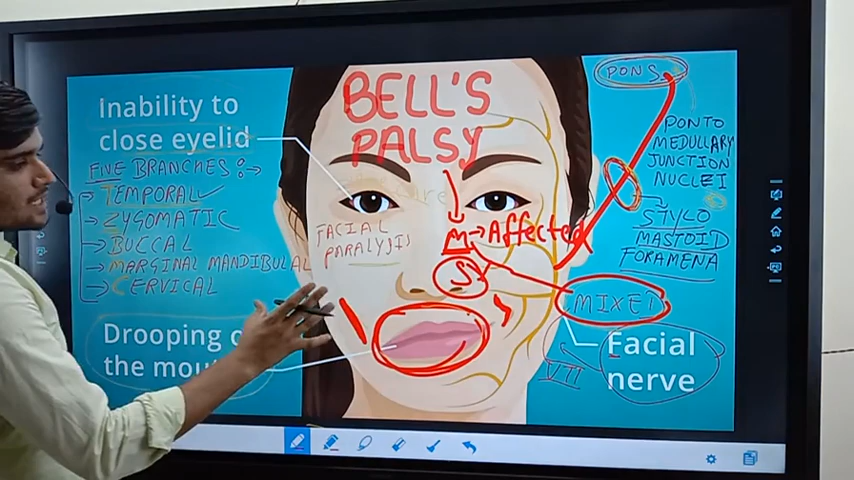 BELL'S
PALSY
Inability to
close eyelid
FIVE BRANCHES :→
TEMPORAL
ZYGOMATIC
BUCCAL
MARGINAL MANDIBULAL
CERVICAL
Drooping o
the mou
FACIAL
PARALYSIS
M→Affected
S
PONS
PONTO
MEDULLARY
JUNCTION
NUCLEI
STYLO
MASTOID
FORAMENA
MIXED
Facial
nerve
VII